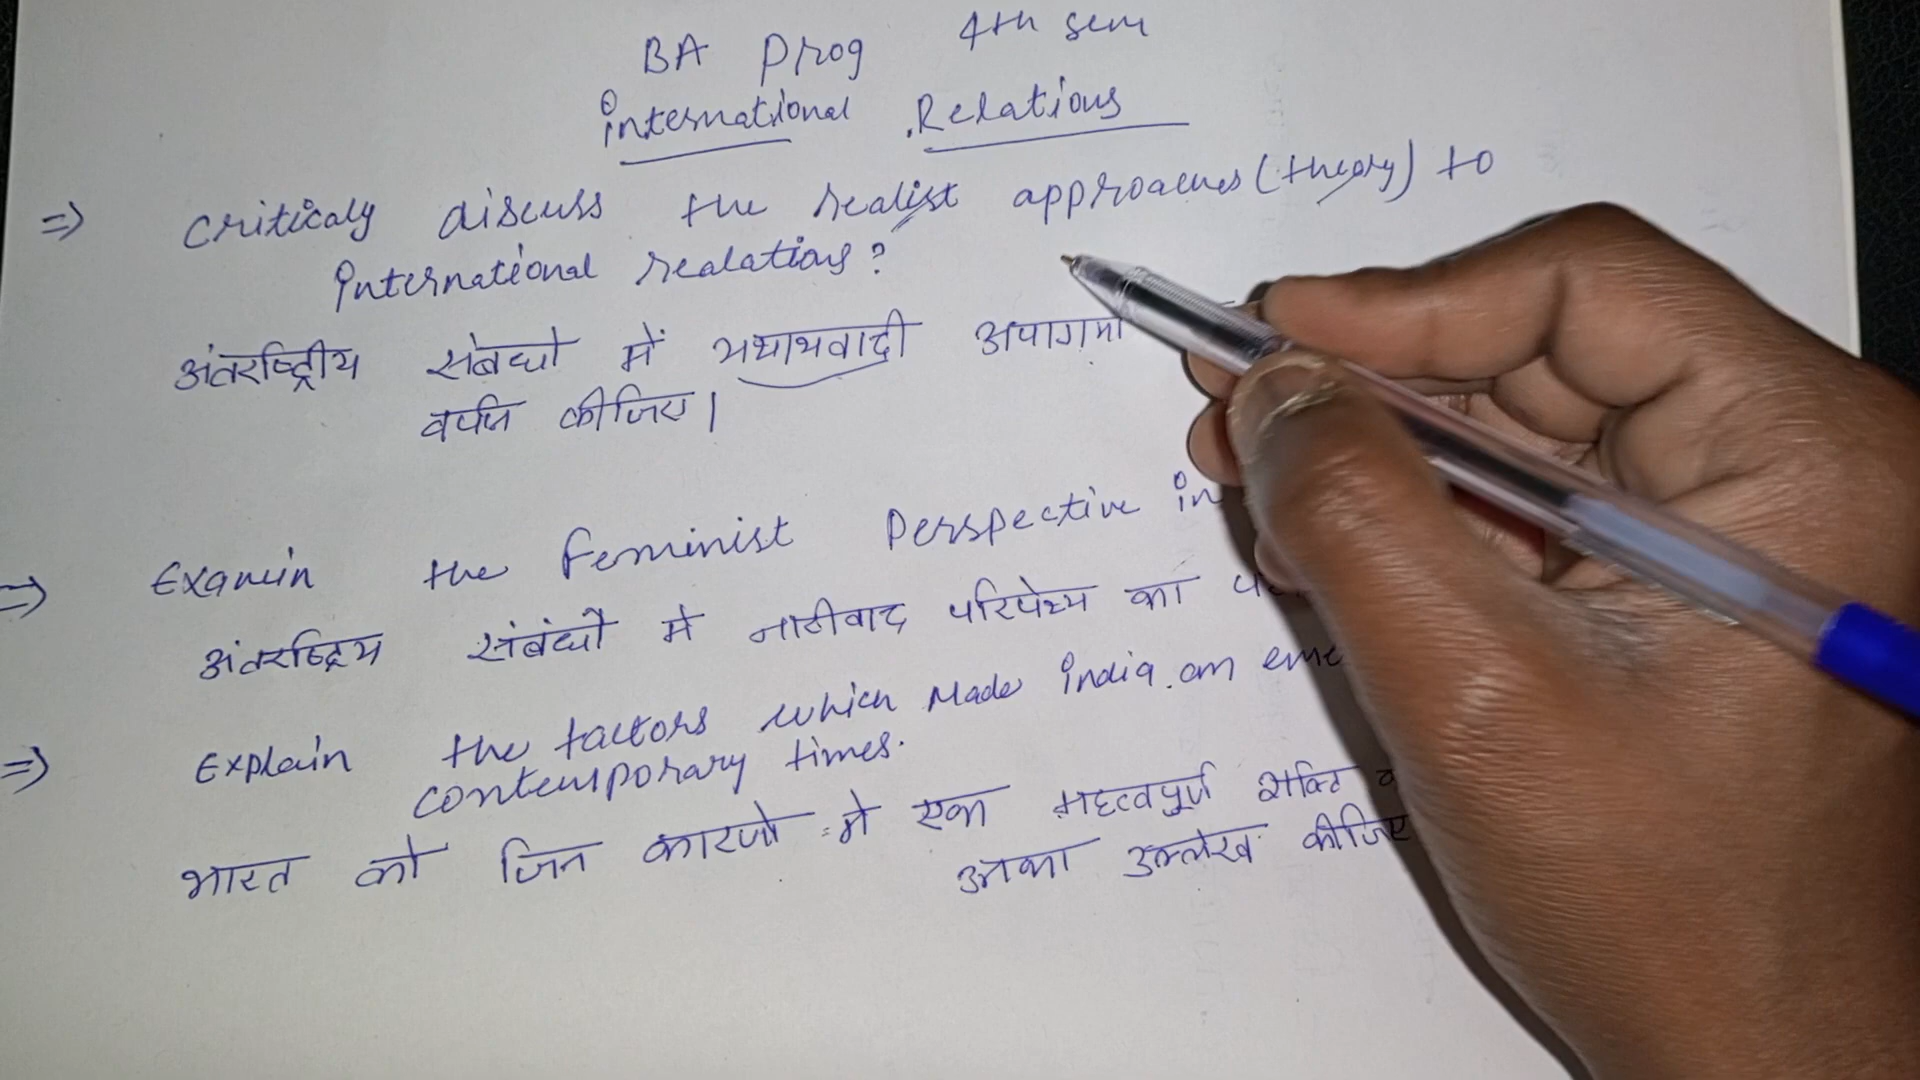 BA Prog 4th sem
international Relations
=> Criticaly discuss the realist approaches (theory) to
International realations?
अंतर्राष्ट्रीय संबंधो में यथाथवादी
वर्णन कीजिए।
=> Examin the Feminist Perspective in
संबंधों मे नारीवाद परिपेक्ष्य का
=> Explain the factors which Made india an
contemporary times.
भारत को जिन कारणो मे एक महत्वपूर्ण शक्ति
उनका उल्लेख कीजिए